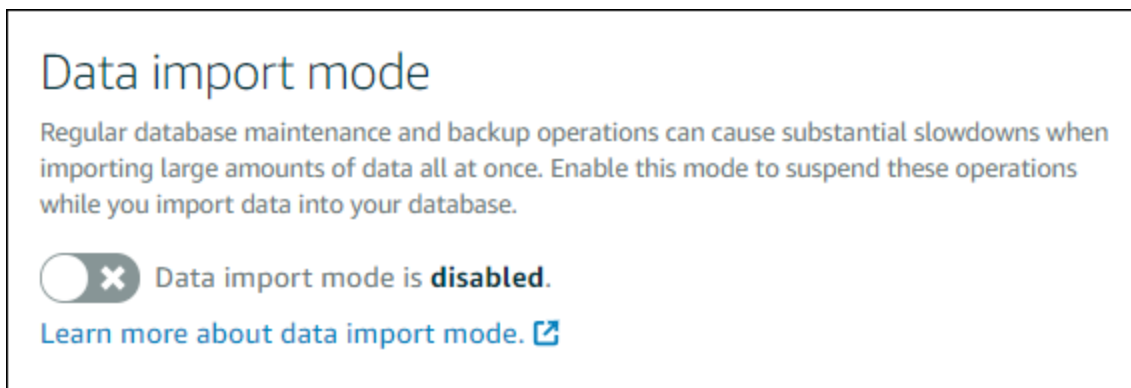 Data import mode
Regular database maintenance and backup operations can cause substantial slowdowns when
importing large amounts of data all at once. Enable this mode to suspend these operations
while you import data into your database.
Data import mode is disabled.
Learn more about data import mode.